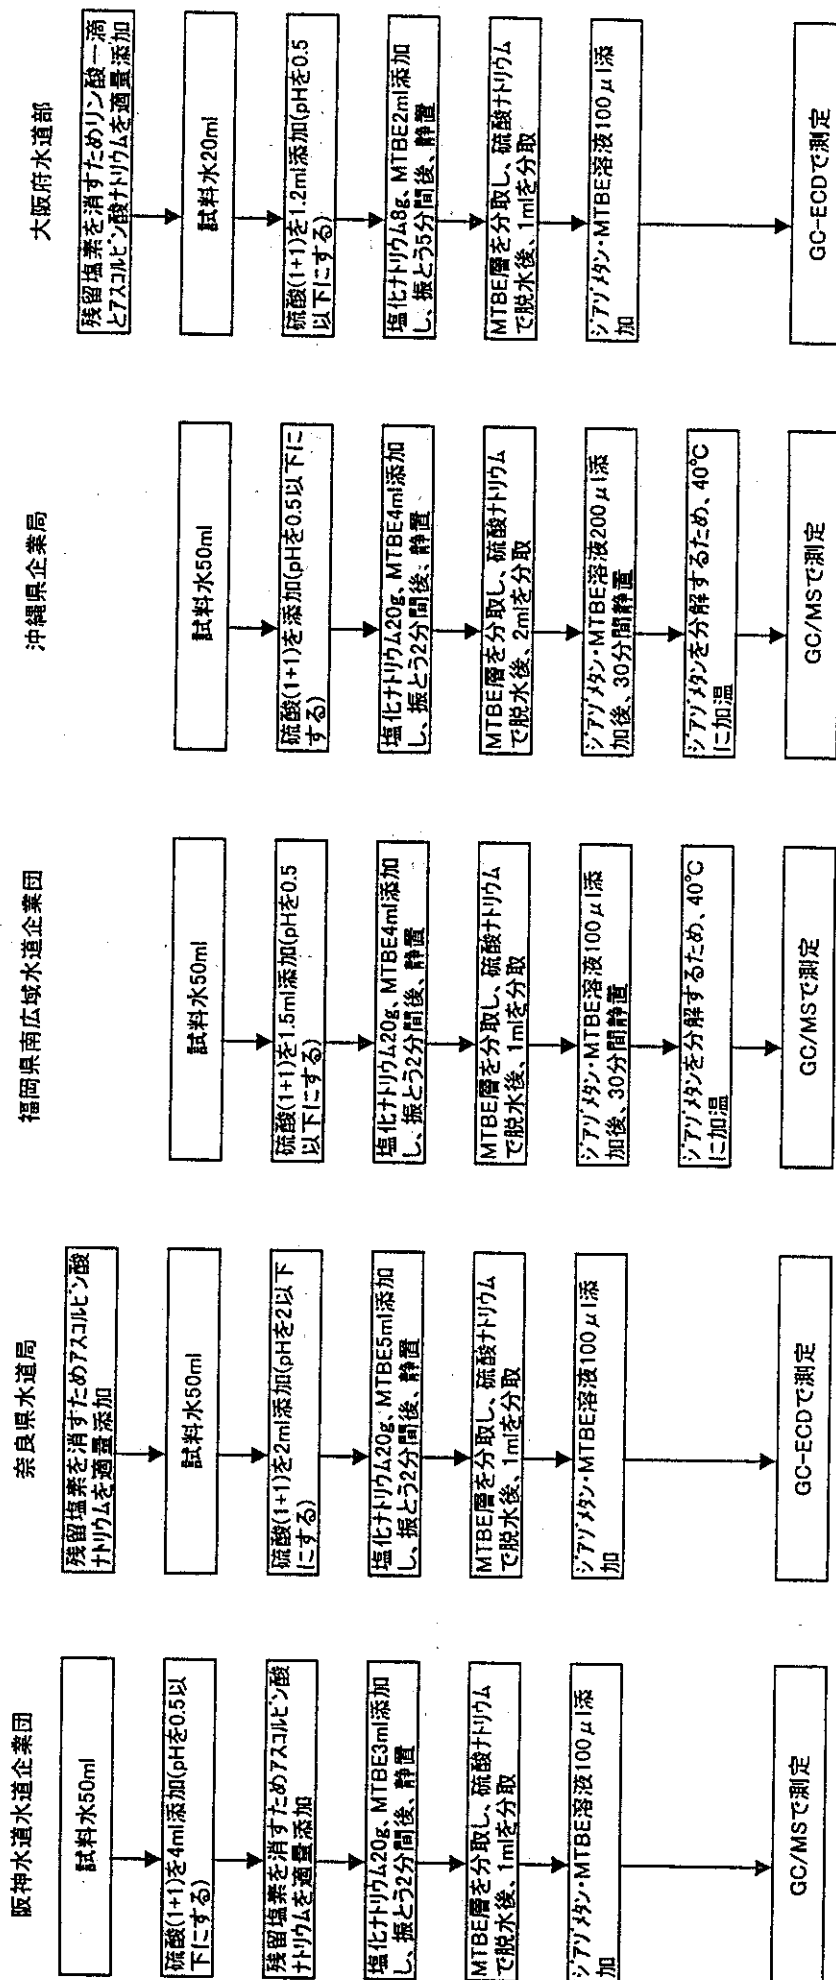 阪神水道水道企業団
試料水50ml
硫酸(1+1)を4ml添加(pHを0.5以
下にする)
残留塩素を消すためアスコルビン酸
ナトリウムを適量添加
塩化ナトリウム20g、MTBE3ml添加
し、振とう2分間後、静置
MTBE層を分取し、硫酸ナトリウム
で脱水後、1mlを分取
ジアゾメタン・MTBE溶液100μl添
加
GC/MSで測定
奈良県水道局
残留塩素を消すためアスコルビン酸
ナトリウムを適量添加
試料水50ml
硫酸(1+1)を2ml添加(pHを2以下
にする)
塩化ナトリウム20g、MTBE5ml添加
し、振とう2分間後、静置
MTBE層を分取し、硫酸ナトリウム
で脱水後、1mlを分取
ジアゾメタン・MTBE溶液100μl添
加
GC-ECDで測定
福岡県南広域水道企業団
試料水50ml
硫酸(1+1)を1.5ml添加(pHを0.5
以下にする)
塩化ナトリウム20g、MTBE4ml添加
し、振とう2分間後、静置
MTBE層を分取し、硫酸ナトリウム
で脱水後、1mlを分取
ジアゾメタン・MTBE溶液100μl添
加後、30分間静置
ジアゾメタンを分解するため、40℃
に加温
GC/MSで測定
沖縄県企業局
試料水50ml
硫酸(1+1)を添加(pHを0.5以下に
する)
塩化ナトリウム20g、MTBE4ml添加
し、振とう2分間後、静置
MTBE層を分取し、硫酸ナトリウム
で脱水後、2mlを分取
ジアゾメタン・MTBE溶液200μl添
加後、30分間静置
ジアゾメタンを分解するため、40℃
に加温
GC/MSで測定
大阪府水道部
残留塩素を消すためリン酸一滴
とアスコルビン酸ナトリウムを適量添加
試料水20ml
硫酸(1+1)を1.2ml添加(pHを0.5
以下にする)
塩化ナトリウム8g、MTBE2ml添加
し、振とう5分間後、静置
MTBE層を分取し、硫酸ナトリウム
で脱水後、1mlを分取
ジアゾメタン・MTBE溶液100μl添
加
GC-ECDで測定